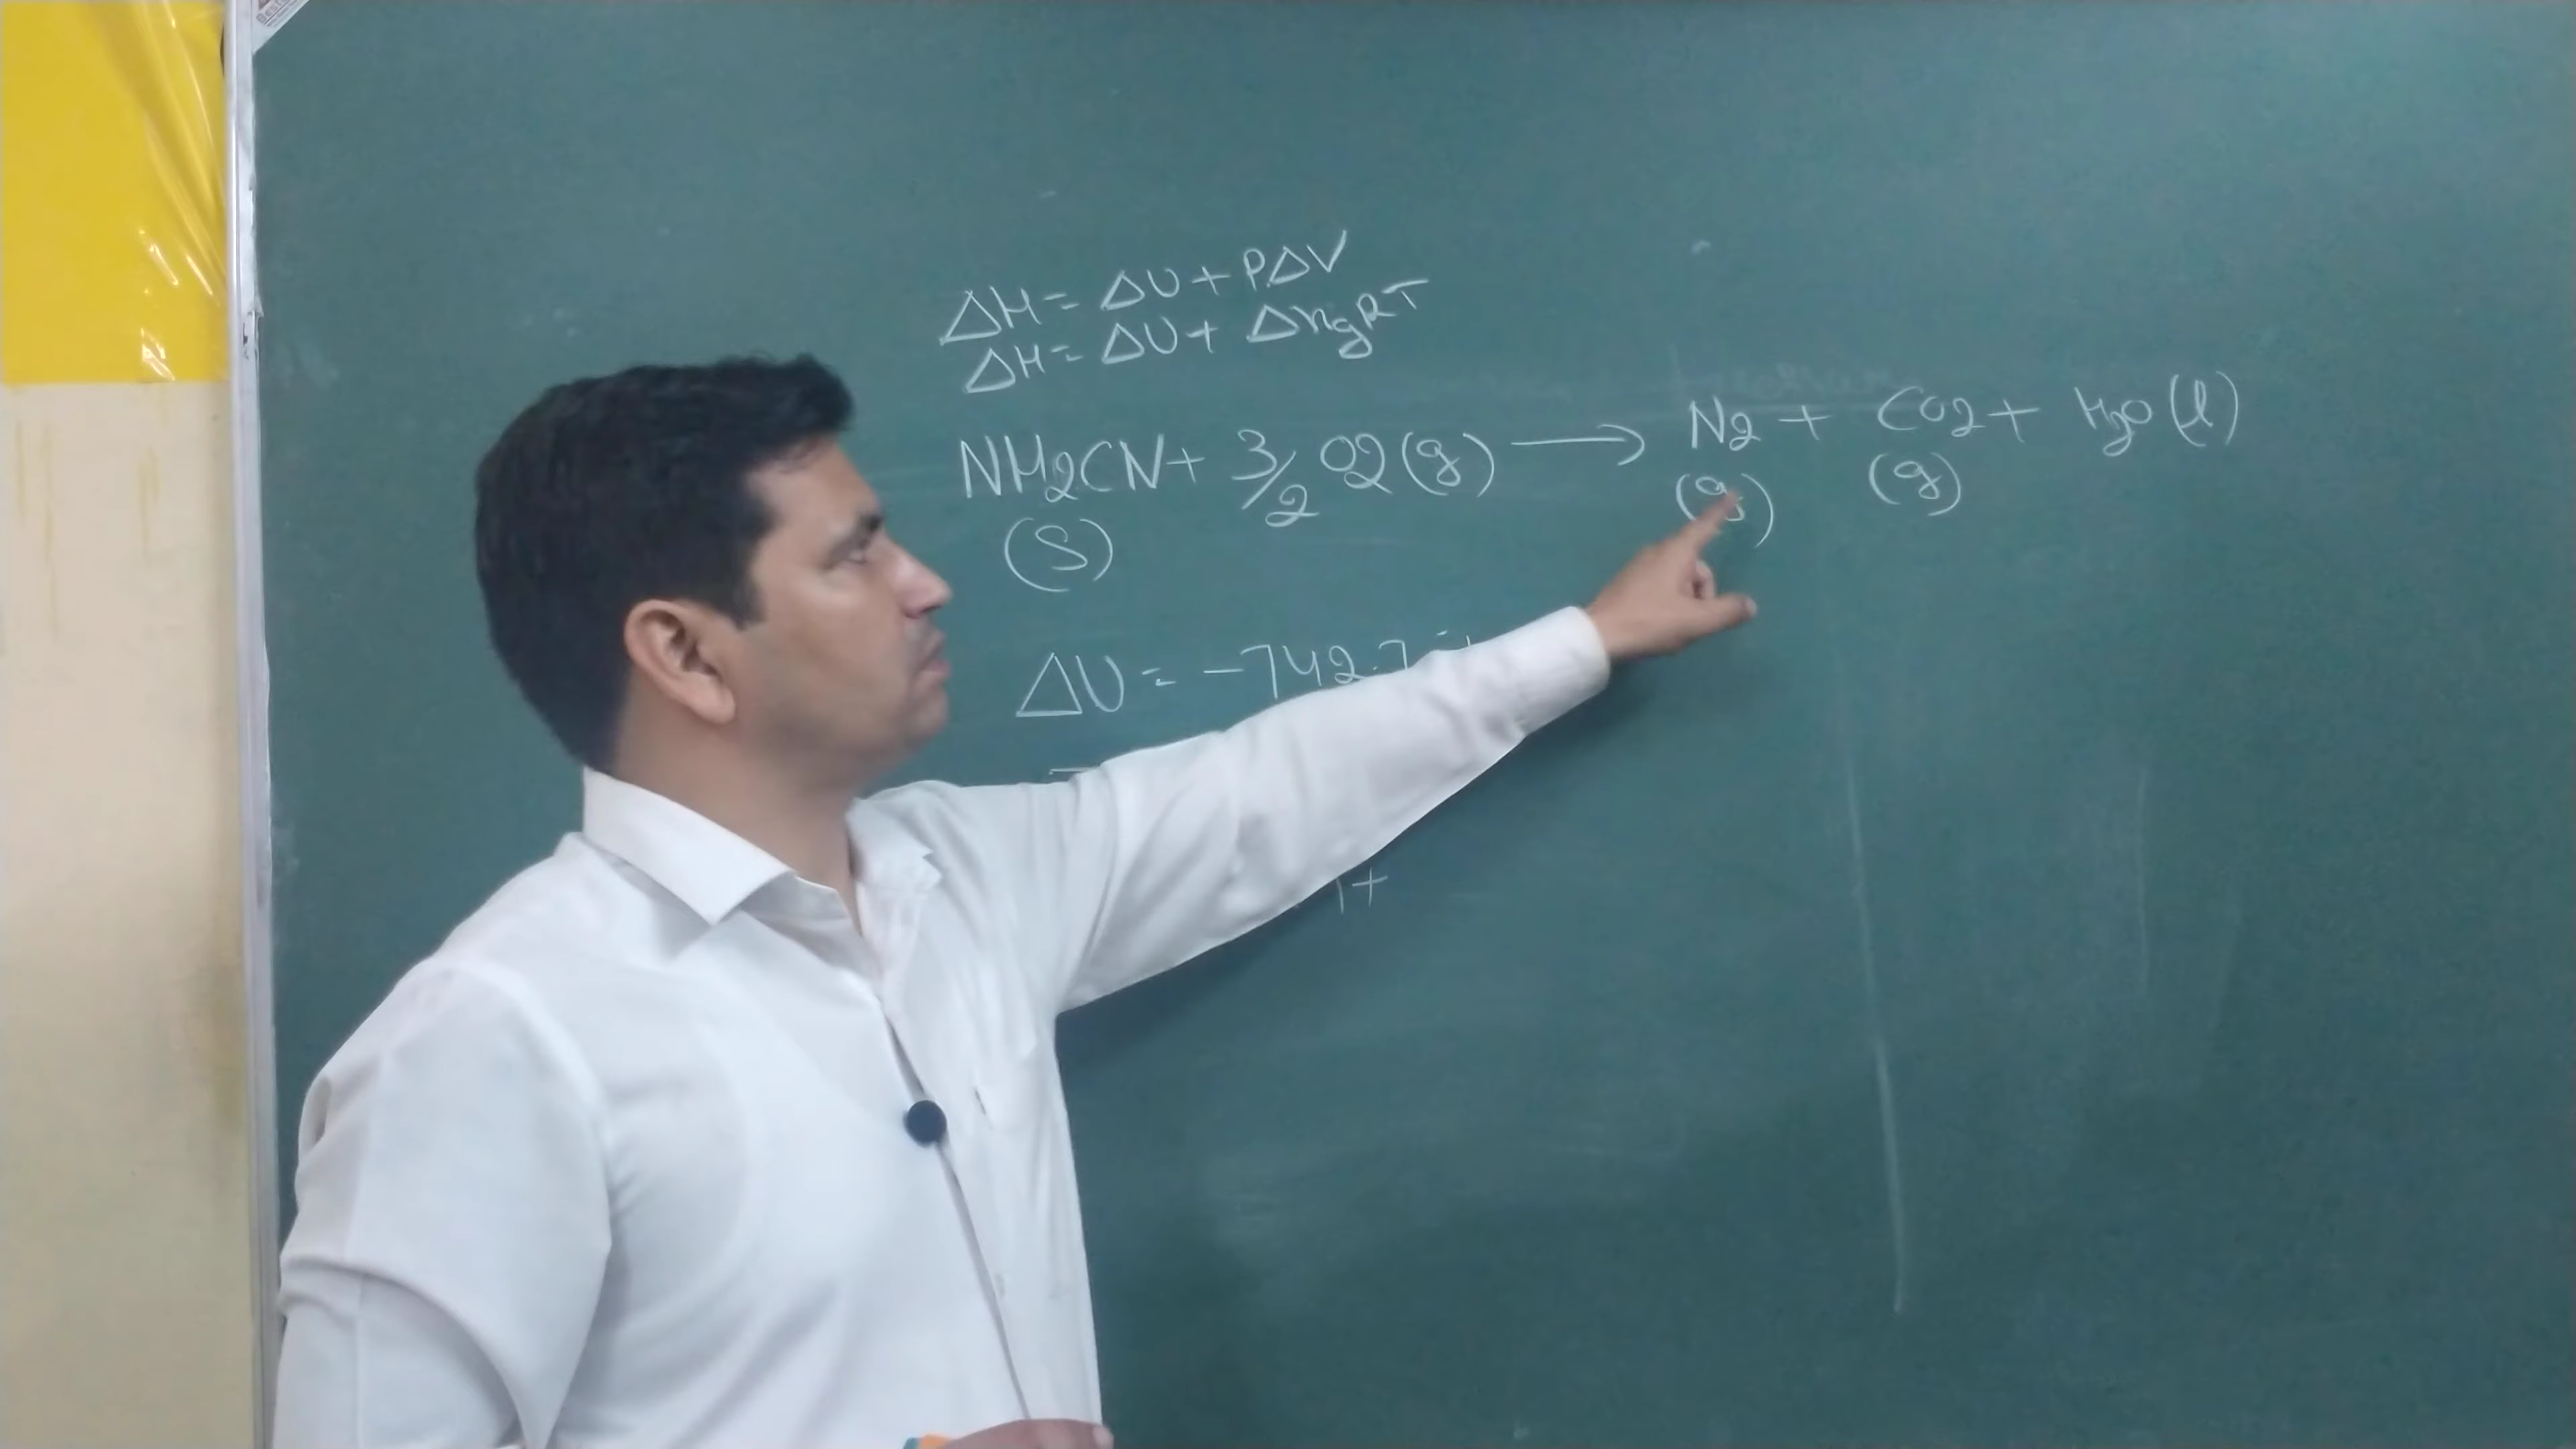 ΔH = ΔU + PΔV
ΔH = ΔU + ΔngRT
NH2CN + 3/2 O2 (g) → N2 + CO2 + H2O (l)
(S) (g) (g)
ΔU = -742.7